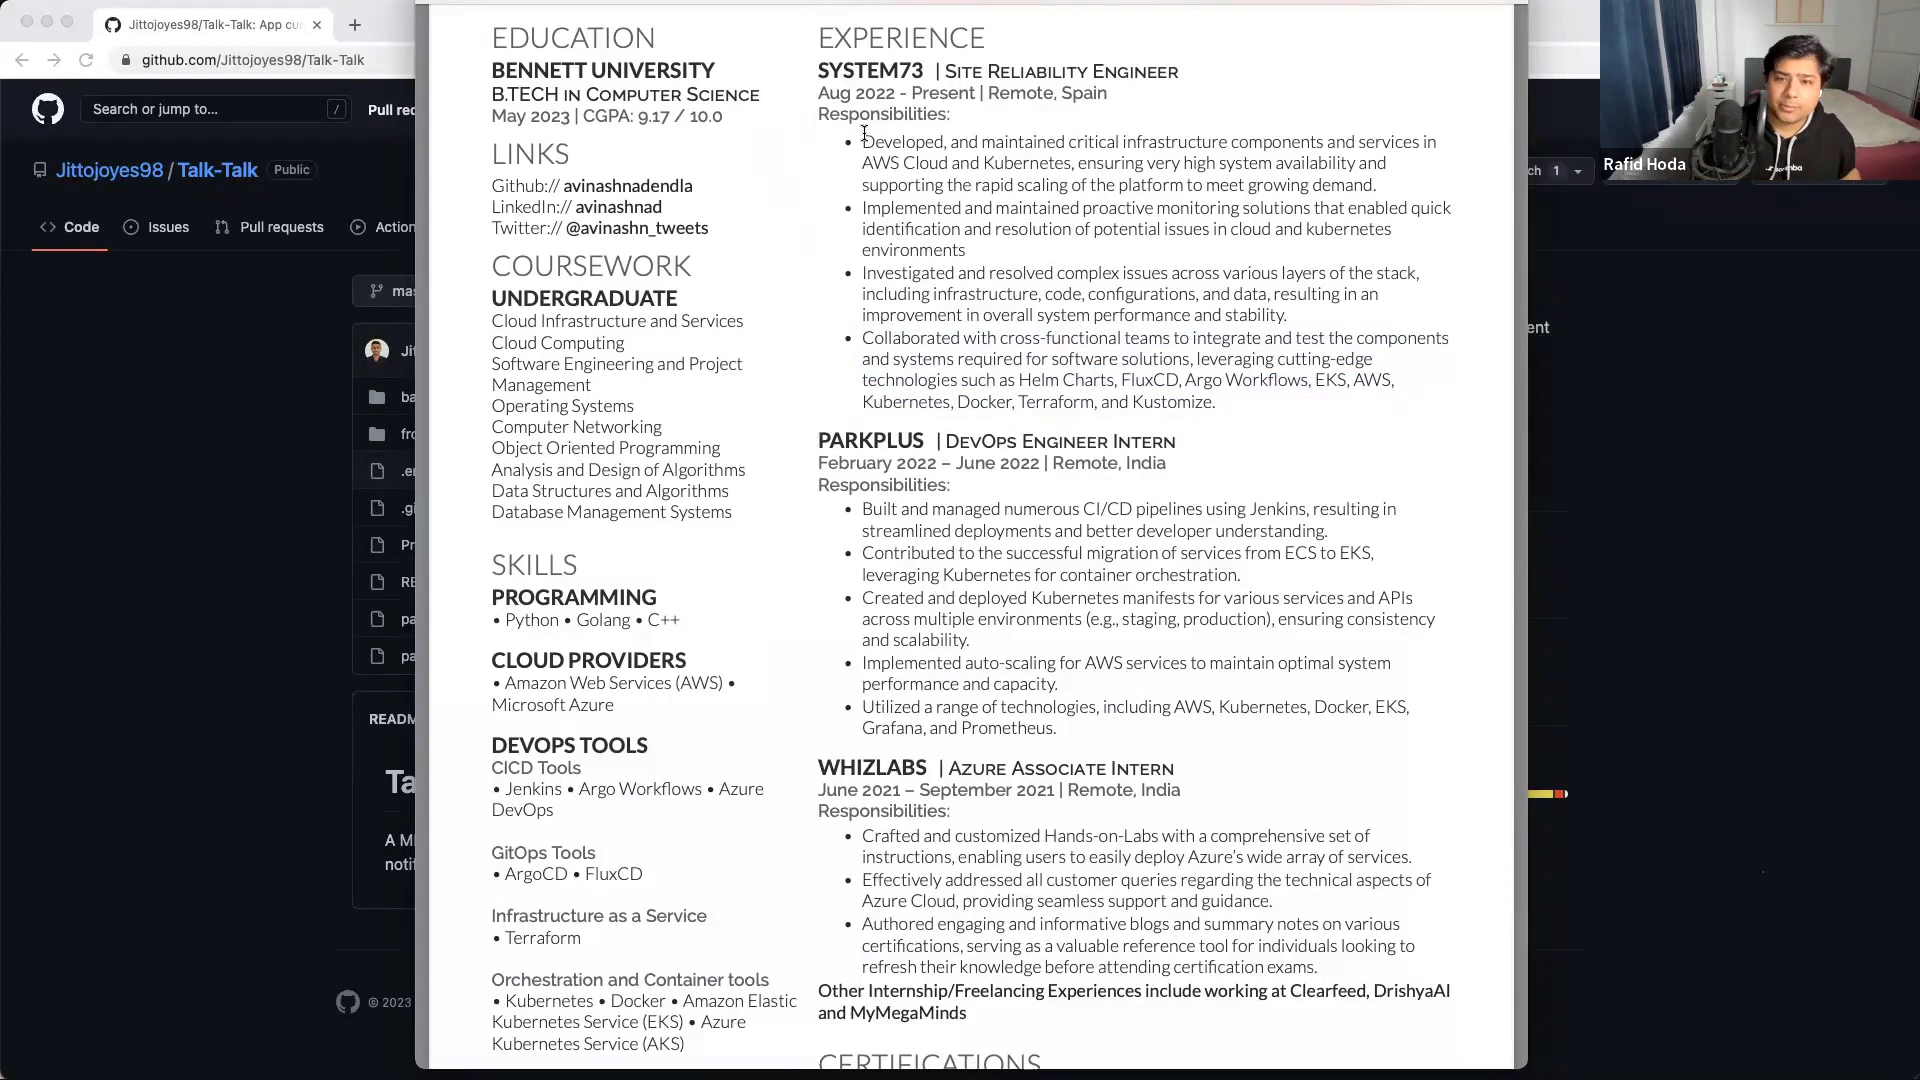 Jittojoyes98/Talk-Talk: App cu
github.com/Jittojoyes98/Talk-Talk
Search or jump to...
/
Pull req
Jittojoyes98 / Talk-Talk
Public
Code
Issues
Pull requests
Action
mas
Ji
ba
fro
.e
.gi
Pr
RE
pa
pa
READM
Ta
A M
notif
© 2023
EDUCATION
BENNETT UNIVERSITY
B.TECH IN COMPUTER SCIENCE
May 2023 | CGPA: 9.17 / 10.0
LINKS
Github:// avinashnadendla
LinkedIn:// avinashnad
Twitter:// @avinashn_tweets
COURSEWORK
UNDERGRADUATE
Cloud Infrastructure and Services
Cloud Computing
Software Engineering and Project
Management
Operating Systems
Computer Networking
Object Oriented Programming
Analysis and Design of Algorithms
Data Structures and Algorithms
Database Management Systems
SKILLS
PROGRAMMING
• Python • Golang • C++
CLOUD PROVIDERS
• Amazon Web Services (AWS) •
Microsoft Azure
DEVOPS TOOLS
CICD Tools
• Jenkins • Argo Workflows • Azure
DevOps
GitOps Tools
• ArgoCD • FluxCD
Infrastructure as a Service
• Terraform
Orchestration and Container tools
• Kubernetes • Docker • Amazon Elastic
Kubernetes Service (EKS) • Azure
Kubernetes Service (AKS)
EXPERIENCE
SYSTEM73 | SITE RELIABILITY ENGINEER
Aug 2022 - Present | Remote, Spain
Responsibilities:
• Developed, and maintained critical infrastructure components and services in
AWS Cloud and Kubernetes, ensuring very high system availability and
supporting the rapid scaling of the platform to meet growing demand.
• Implemented and maintained proactive monitoring solutions that enabled quick
identification and resolution of potential issues in cloud and kubernetes
environments
• Investigated and resolved complex issues across various layers of the stack,
including infrastructure, code, configurations, and data, resulting in an
improvement in overall system performance and stability.
• Collaborated with cross-functional teams to integrate and test the components
and systems required for software solutions, leveraging cutting-edge
technologies such as Helm Charts, FluxCD, Argo Workflows, EKS, AWS,
Kubernetes, Docker, Terraform, and Kustomize.
PARKPLUS | DEVOPS ENGINEER INTERN
February 2022 – June 2022 | Remote, India
Responsibilities:
• Built and managed numerous CI/CD pipelines using Jenkins, resulting in
streamlined deployments and better developer understanding.
• Contributed to the successful migration of services from ECS to EKS,
leveraging Kubernetes for container orchestration.
• Created and deployed Kubernetes manifests for various services and APIs
across multiple environments (e.g., staging, production), ensuring consistency
and scalability.
• Implemented auto-scaling for AWS services to maintain optimal system
performance and capacity.
• Utilized a range of technologies, including AWS, Kubernetes, Docker, EKS,
Grafana, and Prometheus.
WHIZLABS | AZURE ASSOCIATE INTERN
June 2021 – September 2021 | Remote, India
Responsibilities:
• Crafted and customized Hands-on-Labs with a comprehensive set of
instructions, enabling users to easily deploy Azure's wide array of services.
• Effectively addressed all customer queries regarding the technical aspects of
Azure Cloud, providing seamless support and guidance.
• Authored engaging and informative blogs and summary notes on various
certifications, serving as a valuable reference tool for individuals looking to
refresh their knowledge before attending certification exams.
Other Internship/Freelancing Experiences include working at Clearfeed, DrishyaAI
and MyMegaMinds
CERTIFICATIONS
Rafid Hoda
ch 1
ent